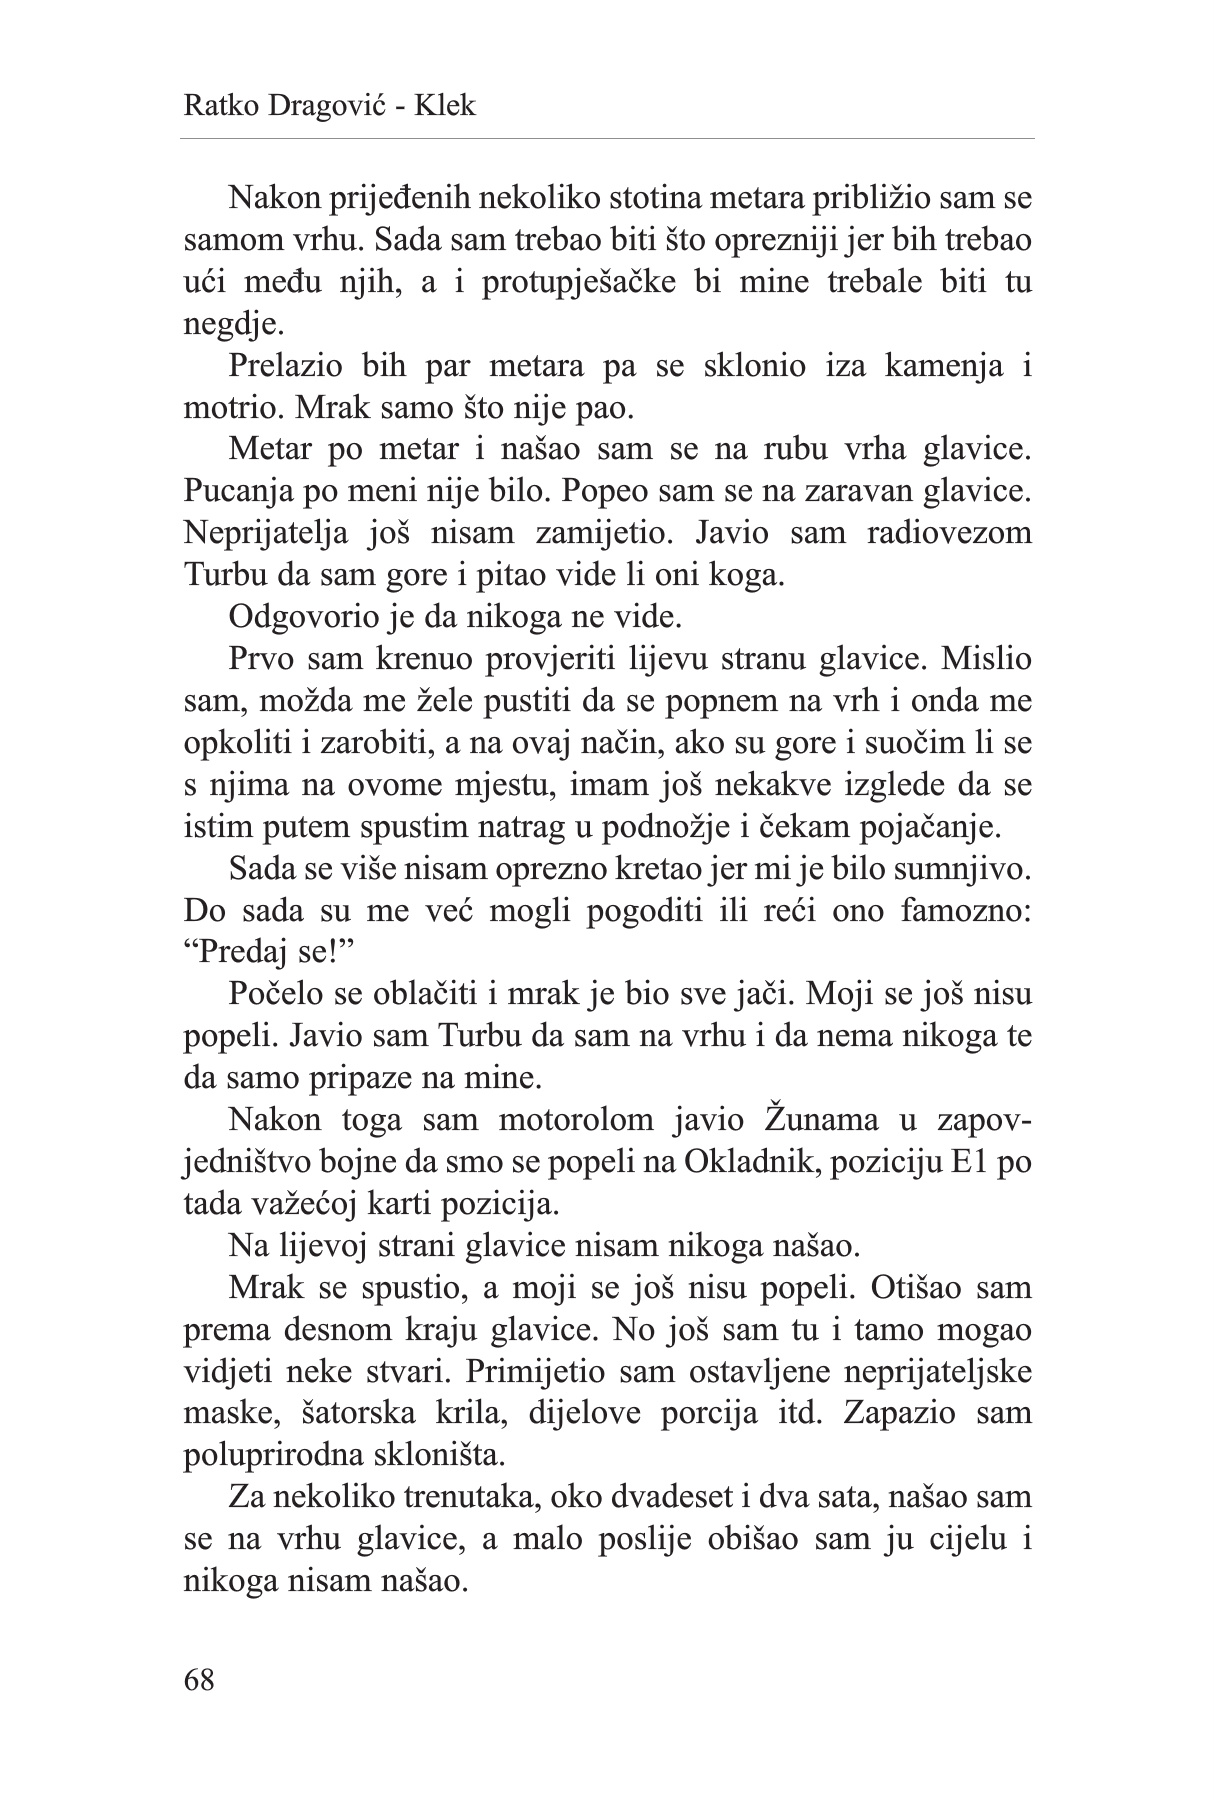 Ratko Dragović - Klek
Nakon prijeđenih nekoliko stotina metara približio sam se
samom vrhu. Sada sam trebao biti što oprezniji jer bih trebao
ući među njih, a i protupješačke bi mine trebale biti tu
negdje.
Prelazio bih par metara pa se sklonio iza kamenja i
motrio. Mrak samo što nije pao.
Metar po metar i našao sam se na rubu vrha glavice.
Pucanja po meni nije bilo. Popeo sam se na zaravan glavice.
Neprijatelja još nisam zamijetio. Javio sam radiovezom
Turbu da sam gore i pitao vide li oni koga.
Odgovorio je da nikoga ne vide.
Prvo sam krenuo provjeriti lijevu stranu glavice. Mislio
sam, možda me žele pustiti da se popnem na vrh i onda me
opkoliti i zarobiti, a na ovaj način, ako su gore i suočim li se
s njima na ovome mjestu, imam još nekakve izglede da se
istim putem spustim natrag u podnožje i čekam pojačanje.
Sada se više nisam oprezno kretao jer mi je bilo sumnjivo.
Do sada su me već mogli pogoditi ili reći ono famozno:
“Predaj se!”
Počelo se oblačiti i mrak je bio sve jači. Moji se još nisu
popeli. Javio sam Turbu da sam na vrhu i da nema nikoga te
da samo pripaze na mine.
Nakon toga sam motorolom javio Žunama u zapov-
jedništvo bojne da smo se popeli na Okladnik, poziciju E1 po
tada važećoj karti pozicija.
Na lijevoj strani glavice nisam nikoga našao.
Mrak se spustio, a moji se još nisu popeli. Otišao sam
prema desnom kraju glavice. No još sam tu i tamo mogao
vidjeti neke stvari. Primijetio sam ostavljene neprijateljske
maske, šatorska krila, dijelove porcija itd. Zapazio sam
poluprirodna skloništa.
Za nekoliko trenutaka, oko dvadeset i dva sata, našao sam
se na vrhu glavice, a malo poslije obišao sam ju cijelu i
nikoga nisam našao.
68